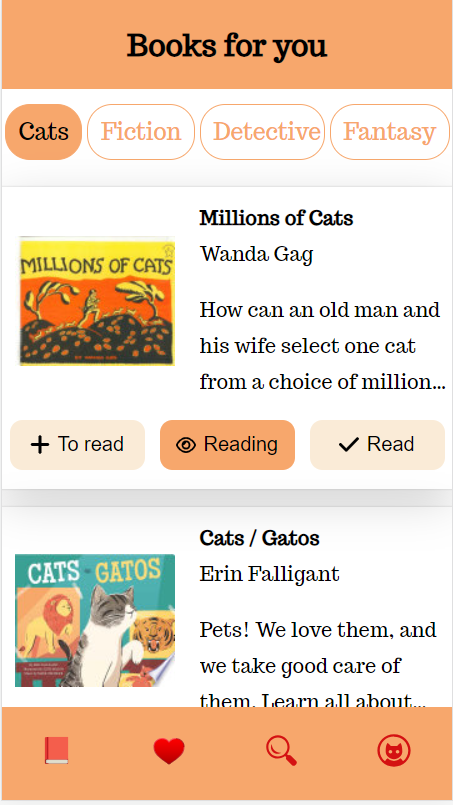 Books for you
Cats Fiction Detective Fantasy
MILLIONS OF CATS
Millions of Cats
Wanda Gag
How can an old man and
his wife select one cat
from a choice of million...
To read Reading Read
CATS GATOS
Cats / Gatos
Erin Falligant
Pets! We love them, and
we take good care of
them. Learn all about...